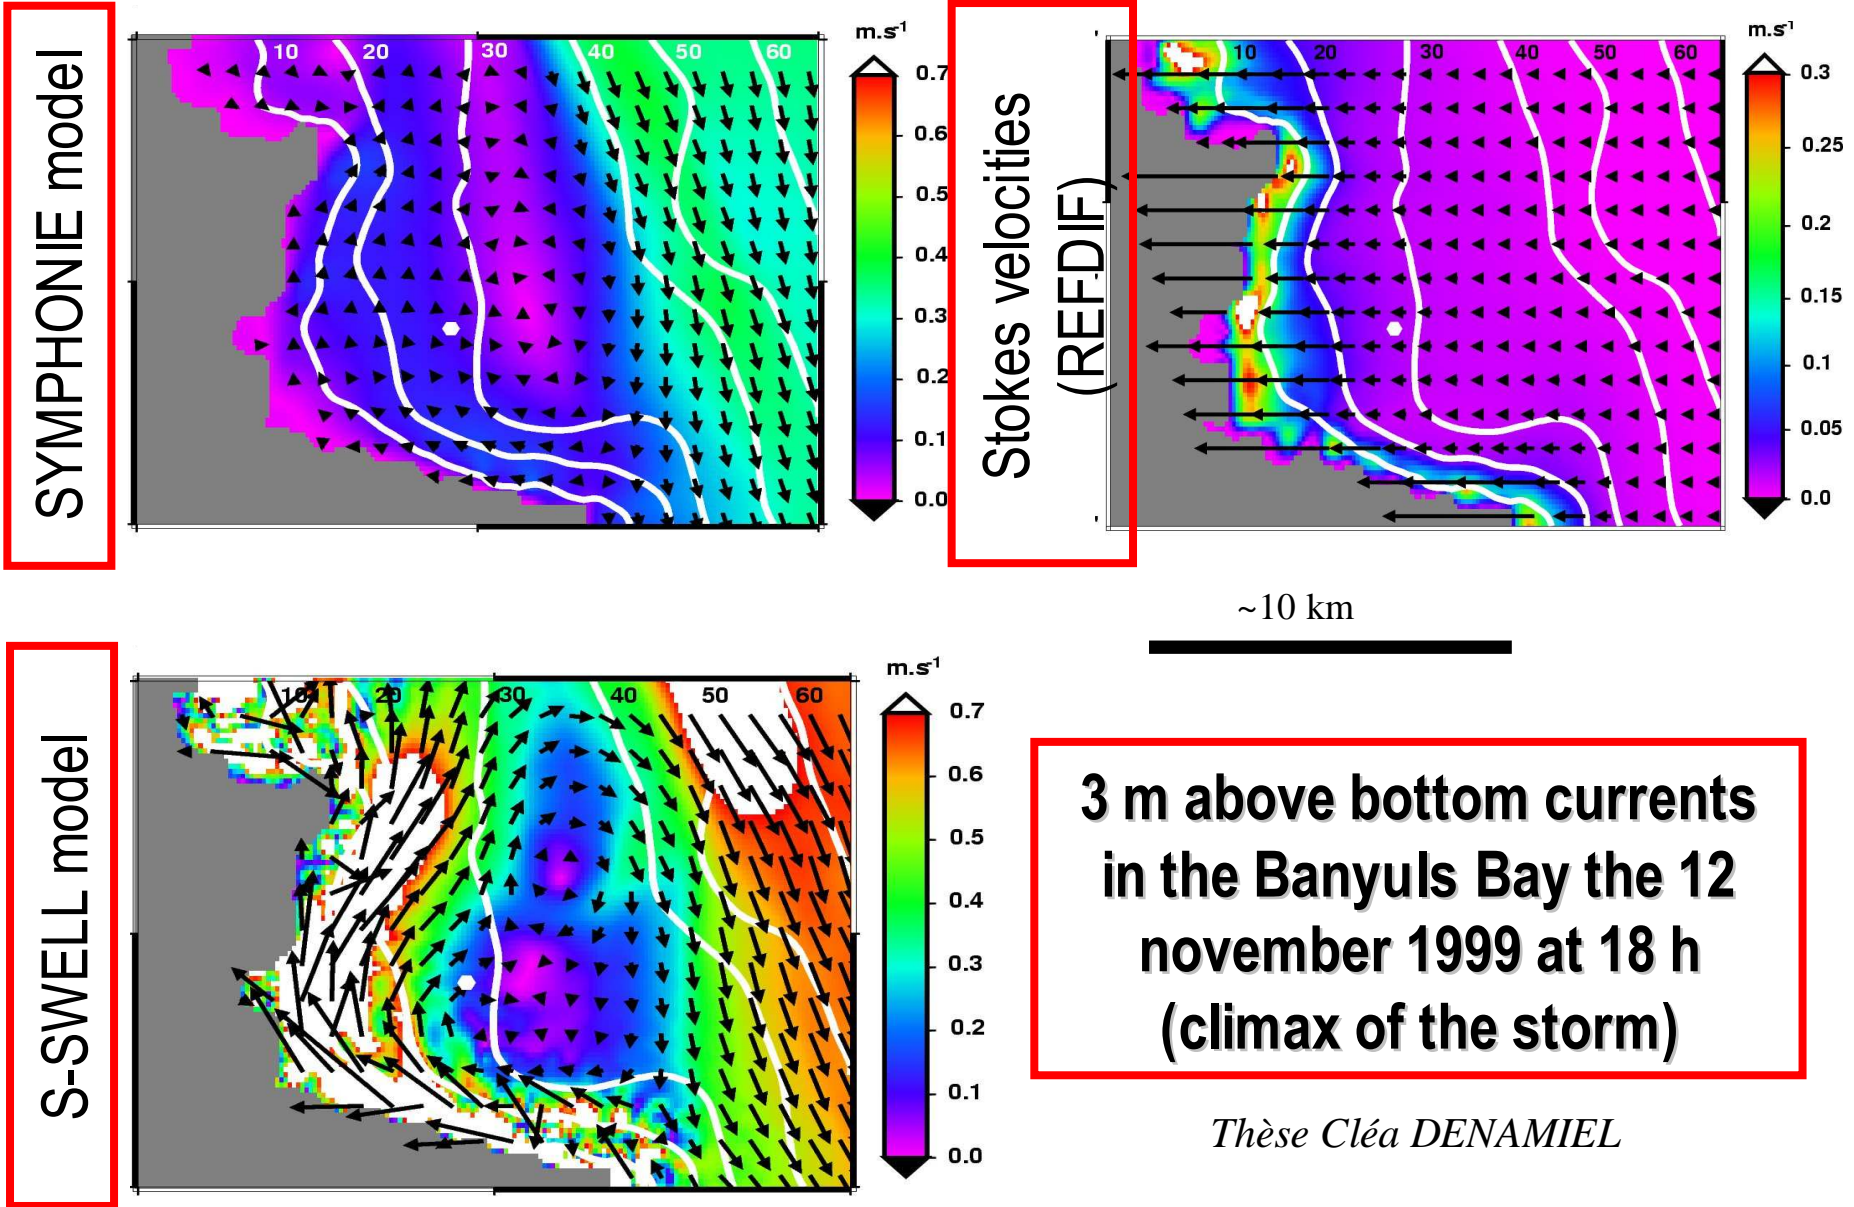 SYMPHONIE model
10 20 30 40 50 60
m.s-1
0.7
0.6
0.5
0.4
0.3
0.2
0.1
0.0
Stokes velocities
(REF-DIF)
10 20 30 40 50 60
m.s-1
0.3
0.25
0.2
0.15
0.1
0.05
0.0
~10 km
S-SWELL model
10 20 30 40 50 60
m.s-1
0.7
0.6
0.5
0.4
0.3
0.2
0.1
0.0
3 m above bottom currents
in the Banyuls Bay the 12
november 1999 at 18 h
(climax of the storm)
Thèse Cléa DENAMIEL